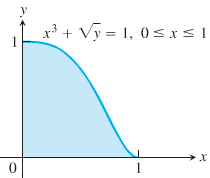 y
x³ + √y = 1, 0 ≤ x ≤ 1
1
x
0
1